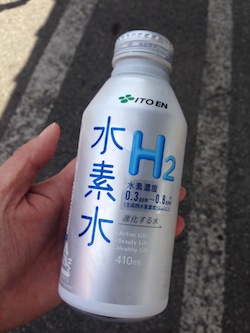 ITO EN
H2
水素水
水素濃度
0.3ppm～0.8ppm
進化する水
-Active Life
-Beauty Life
-Healthy Life
410ml